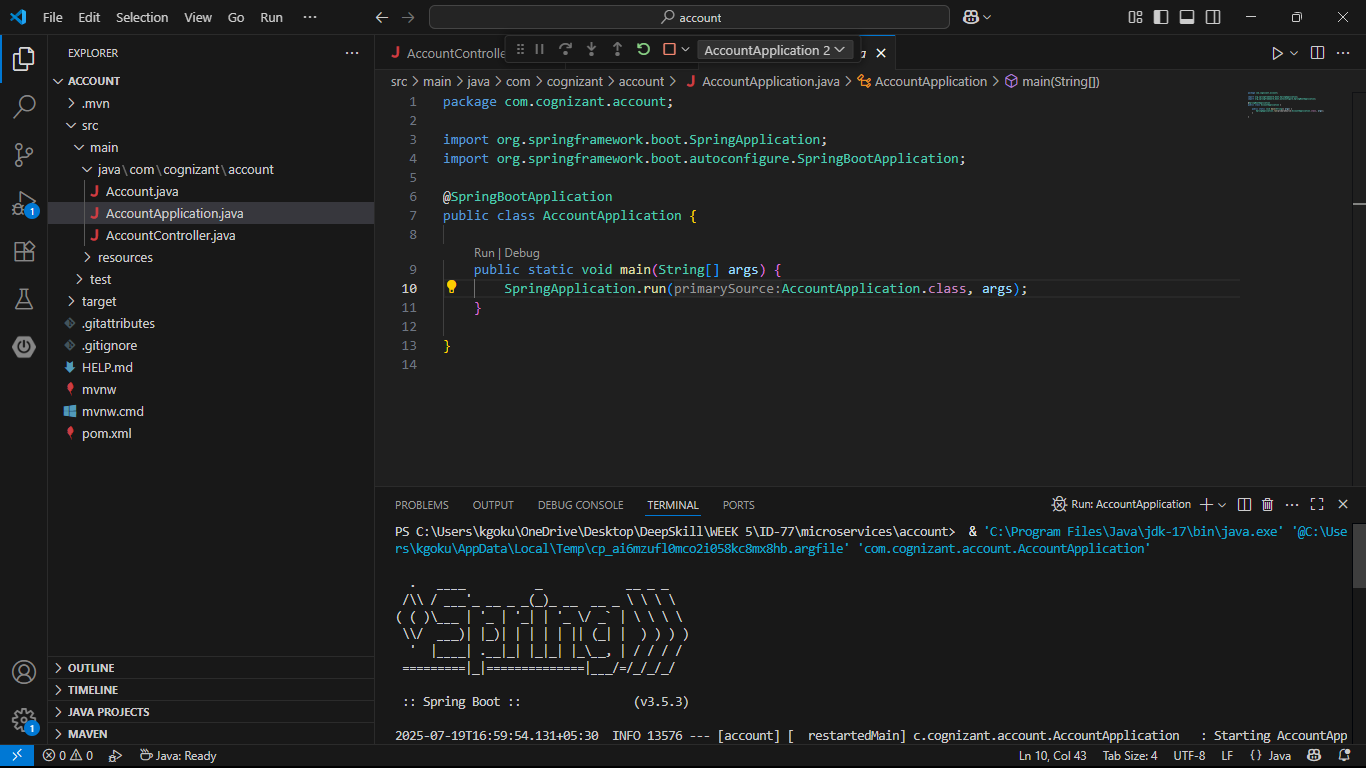 File Edit Selection View Go Run ··· account
EXPLORER ···
ACCOUNT
.mvn
src
main
java\com\cognizant\account
Account.java
AccountApplication.java
AccountController.java
resources
test
target
.gitattributes
.gitignore
HELP.md
mvnw
mvnw.cmd
pom.xml
OUTLINE
TIMELINE
JAVA PROJECTS
MAVEN
1
1
AccountController
AccountApplication 2
src > main > java > com > cognizant > account > AccountApplication.java > AccountApplication > main(String[])
1 package com.cognizant.account;
2
3 import org.springframework.boot.SpringApplication;
4 import org.springframework.boot.autoconfigure.SpringBootApplication;
5
6 @SpringBootApplication
7 public class AccountApplication {
8
Run | Debug
9 public static void main(String[] args) {
10 SpringApplication.run(primarySource:AccountApplication.class, args);
11 }
12
13 }
14
PROBLEMS OUTPUT DEBUG CONSOLE TERMINAL PORTS Run: AccountApplication
PS C:\Users\kgoku\OneDrive\Desktop\DeepSkill\WEEK 5\ID-77\microservices\account> & 'C:\Program Files\Java\jdk-17\bin\java.exe' '@C:\Use
rs\kgoku\AppData\Local\Temp\cp_ai6mzufl0mco2i058kc8mx8hb.argfile' 'com.cognizant.account.AccountApplication'
  .   ____          _            __ _ _
 /\\ / ___'_ __ _ _(_)_ __  __ _ \ \ \ \
( ( )\___ | '_ | '_| | '_ \/ _` | \ \ \ \
 \\/  ___)| |_)| | | | | || (_| |  ) ) ) )
  '  |____| .__|_| |_|_| |_\__, | / / / /
 =========|_|==============|___/=/_/_/_/
:: Spring Boot :: (v3.5.3)
2025-07-19T16:59:54.131+05:30 INFO 13576 --- [account] [ restartedMain] c.cognizant.account.AccountApplication : Starting AccountApp
0 0 Java: Ready Ln 10, Col 43 Tab Size: 4 UTF-8 LF {} Java